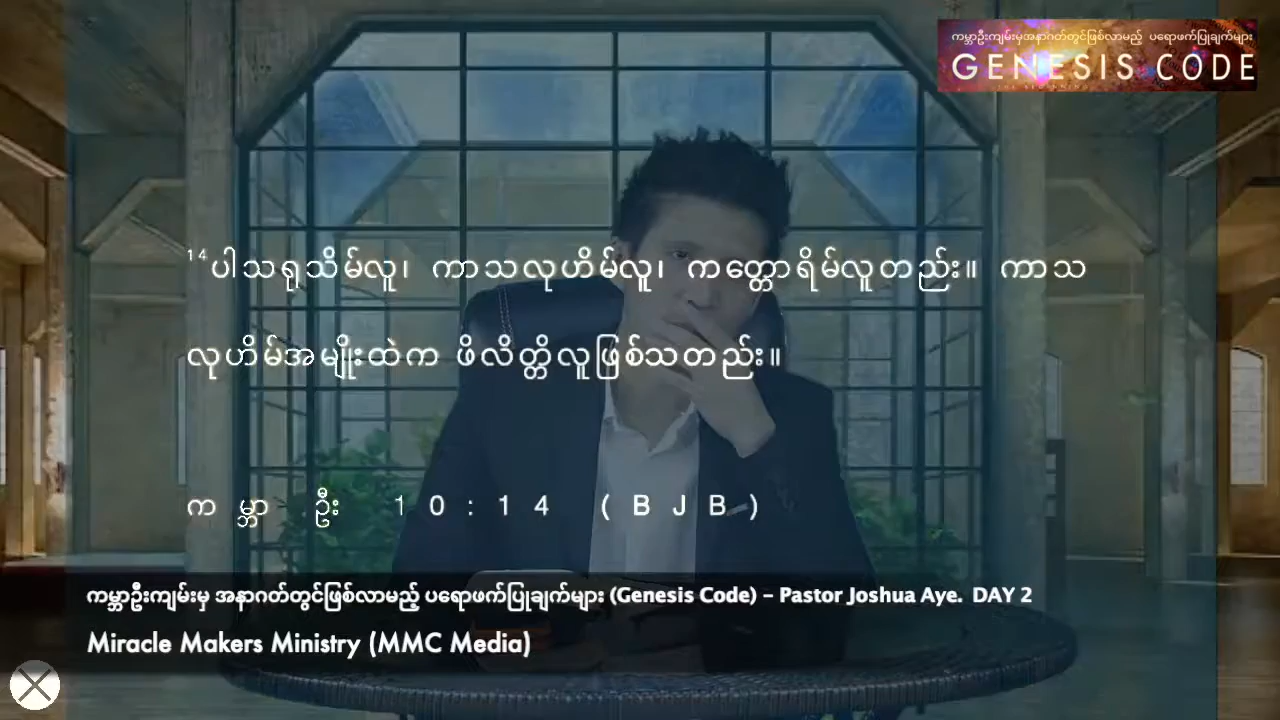 ကမ္ဘာဦးကျမ်းမှအနာဂတ်တွင်ဖြစ်လာမည့် ပရောဖက်ပြုချက်များ
GENESIS CODE
THE BEGINNING
14ပါသရုသိမ်လူ၊ ကာသလုဟိမ်လူ၊ ကတ္တောရိမ်လူတည်း။ ကာသ
လုဟိမ်အမျိုးထဲက ဖိလိတ္တိလူဖြစ်သတည်း။
ကမ္ဘာဦး 10:14 (BJB)
ကမ္ဘာဦးကျမ်းမှ အနာဂတ်တွင်ဖြစ်လာမည့် ပရောဖက်ပြုချက်များ (Genesis Code) – Pastor Joshua Aye. DAY 2
Miracle Makers Ministry (MMC Media)